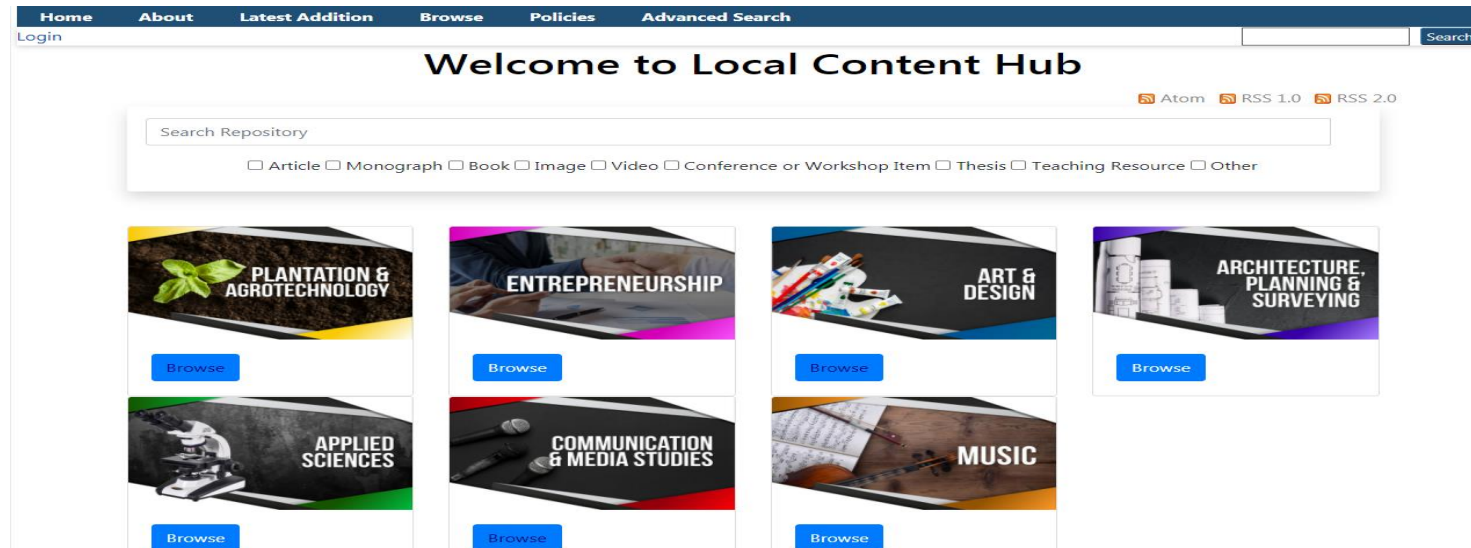 Home About Latest Addition Browse Policies Advanced Search
Login Search
Welcome to Local Content Hub
Atom RSS 1.0 RSS 2.0
Search Repository
Article Monograph Book Image Video Conference or Workshop Item Thesis Teaching Resource Other
PLANTATION &
AGROTECHNOLOGY
ENTREPRENEURSHIP
ART &
DESIGN
ARCHITECTURE,
PLANNING &
SURVEYING
Browse Browse Browse Browse
APPLIED
SCIENCES
COMMUNICATION
& MEDIA STUDIES
MUSIC
Browse Browse Browse